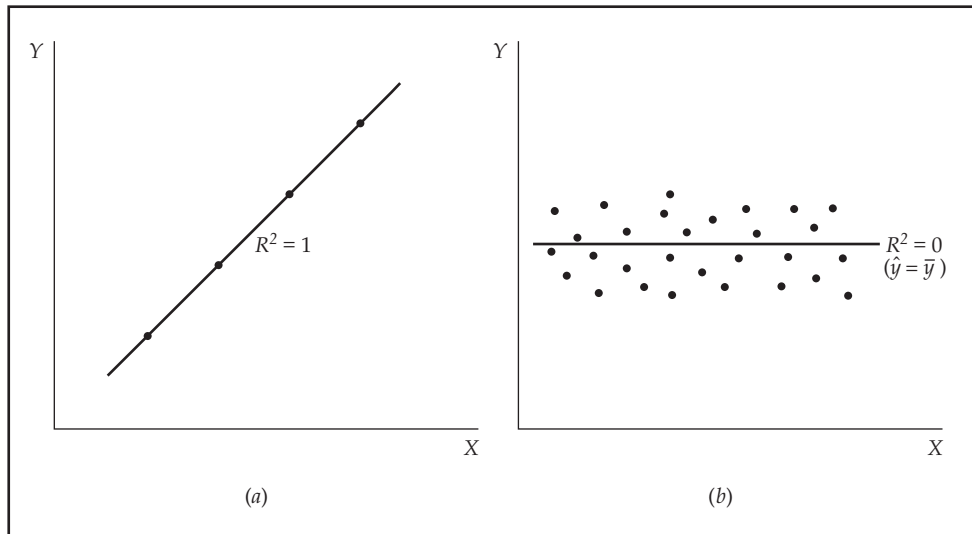 Y
R² = 1
X
(a)
Y
R² = 0
(ŷ = ȳ )
X
(b)